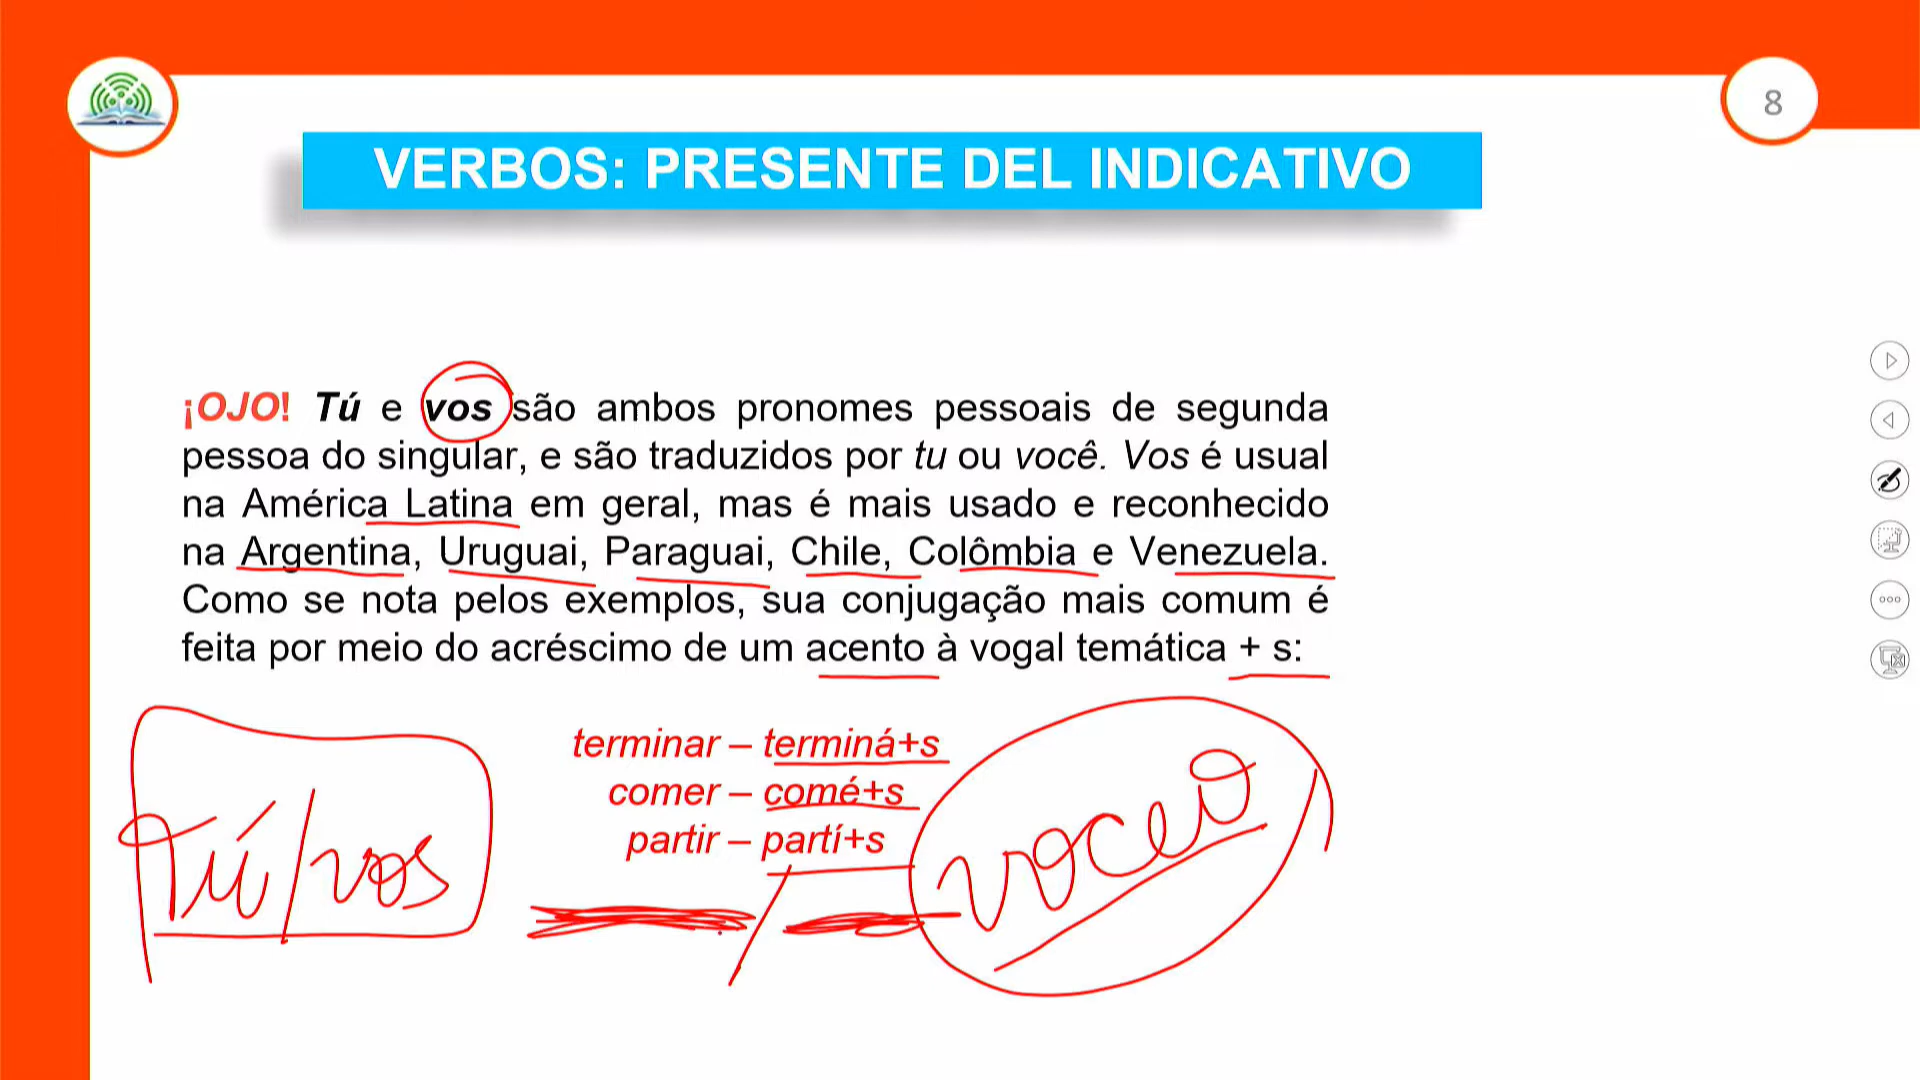 8
VERBOS: PRESENTE DEL INDICATIVO
¡OJO! Tú e vos são ambos pronomes pessoais de segunda
pessoa do singular, e são traduzidos por tu ou você. Vos é usual
na América Latina em geral, mas é mais usado e reconhecido
na Argentina, Uruguai, Paraguai, Chile, Colômbia e Venezuela.
Como se nota pelos exemplos, sua conjugação mais comum é
feita por meio do acréscimo de um acento à vogal temática + s:
terminar – terminá+s
comer – comé+s
partir – partí+s
Tú/vos
voceo